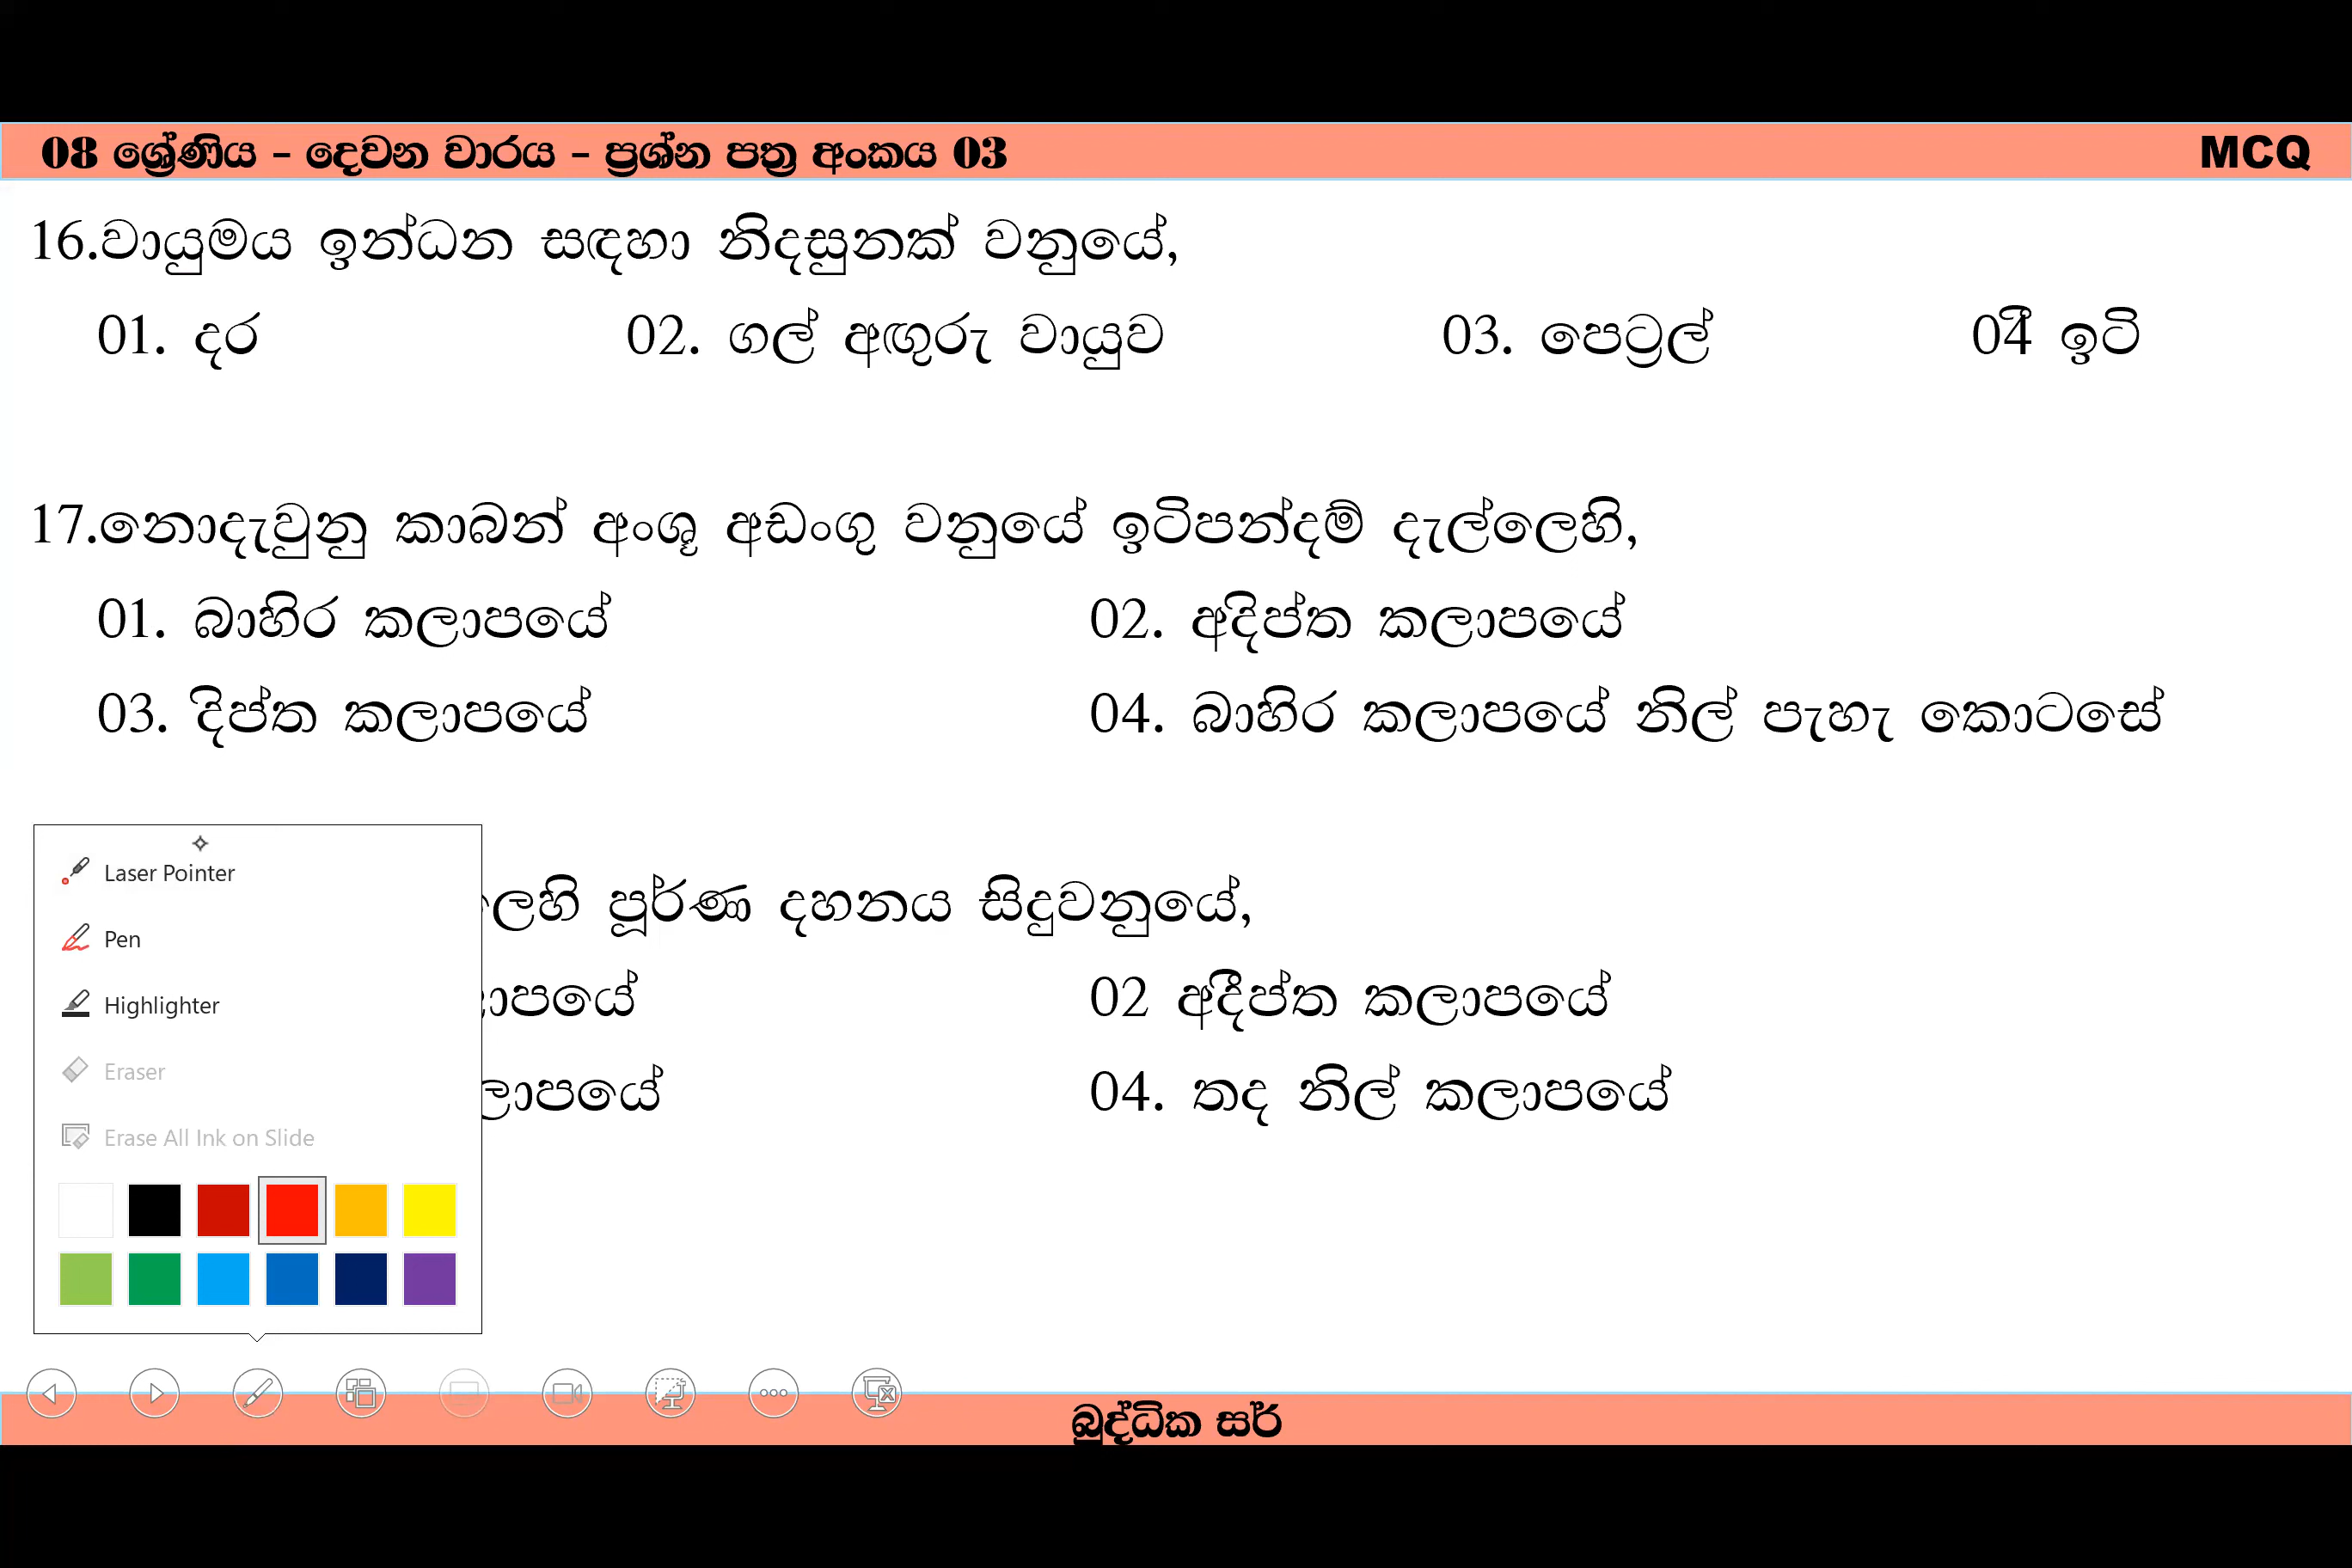 08 ශ්‍රේණිය - දෙවන වාරය - ප්‍රශ්න පත්‍ර අංකය 03 MCQ
16.වායුමය ඉන්ධන සඳහා නිදසුනක් වනුයේ,
01. දර 02. ගල් අඟුරු වායුව 03. පෙට්‍රල් 04ී ඉටි
17.නොදැවුනු කාබන් අංශු අඩංගු වනුයේ ඉටිපන්දම් දැල්ලෙහි,
01. බාහිර කලාපයේ 02. අදිප්ත කලාපයේ
03. දිප්ත කලාපයේ 04. බාහිර කලාපයේ නිල් පැහැ කොටසේ
ලෙහි පූර්ණ දහනය සිදුවනුයේ,
ාපයේ 02 අදීප්ත කලාපයේ
ලාපයේ 04. තද නිල් කලාපයේ
Laser Pointer
Pen
Highlighter
Eraser
Erase All Ink on Slide
බුද්ධික සර්